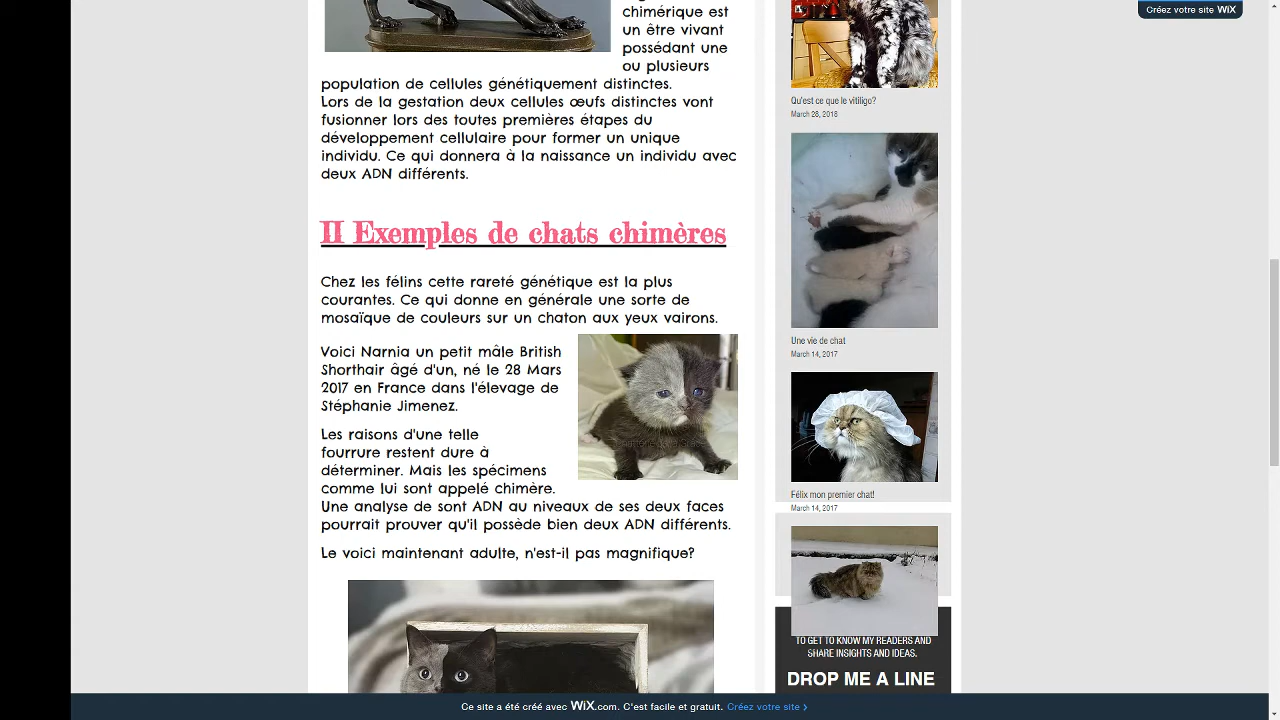 Créez votre site WiX
chimérique est
un être vivant
possédant une
ou plusieurs
population de cellules génétiquement distinctes.
Lors de la gestation deux cellules œufs distinctes vont
fusionner lors des toutes premières étapes du
développement cellulaire pour former un unique
individu. Ce qui donnera à la naissance un individu avec
deux ADN différents.
II Exemples de chats chimères
Chez les félins cette rareté génétique est la plus
courantes. Ce qui donne en générale une sorte de
mosaïque de couleurs sur un chaton aux yeux vairons.
Voici Narnia un petit mâle British
Shorthair âgé d'un, né le 28 Mars
2017 en France dans l'élevage de
Stéphanie Jimenez.
Les raisons d'une telle
fourrure restent dure à
déterminer. Mais les spécimens
comme lui sont appelé chimère.
Une analyse de sont ADN au niveaux de ses deux faces
pourrait prouver qu'il possède bien deux ADN différents.
Le voici maintenant adulte, n'est-il pas magnifique?
Qu'est ce que le vitiligo?
March 28, 2018
Une vie de chat
March 14, 2017
Félix mon premier chat!
March 14, 2017
TO GET TO KNOW MY READERS AND
SHARE INSIGHTS AND IDEAS.
DROP ME A LINE
Ce site a été créé avec WiX.com. C'est facile et gratuit. Créez votre site >